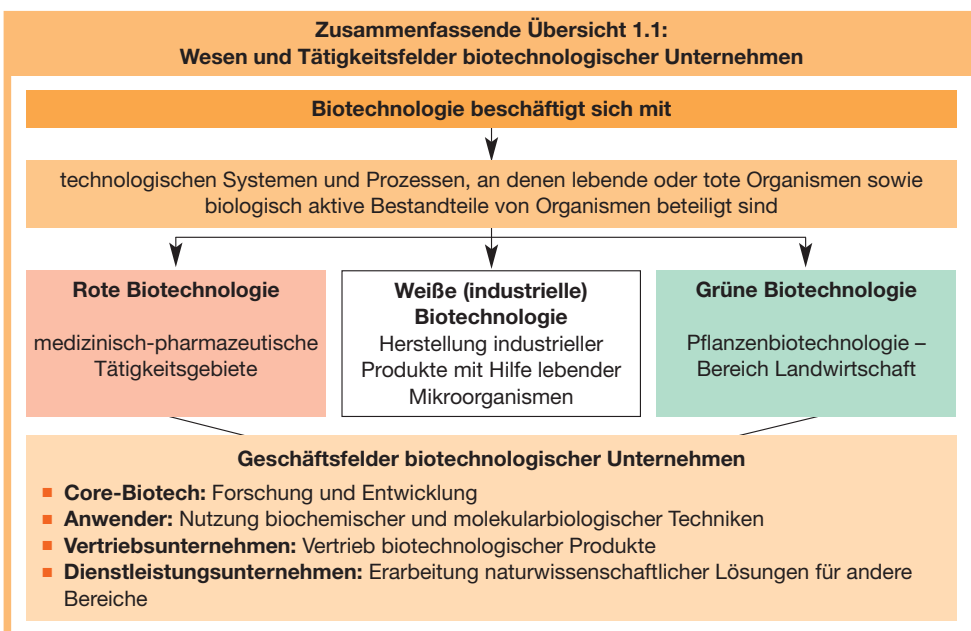 Zusammenfassende Übersicht 1.1:
Wesen und Tätigkeitsfelder biotechnologischer Unternehmen
Biotechnologie beschäftigt sich mit
technologischen Systemen und Prozessen, an denen lebende oder tote Organismen sowie
biologisch aktive Bestandteile von Organismen beteiligt sind
Rote Biotechnologie
medizinisch-pharmazeutische
Tätigkeitsgebiete
Weiße (industrielle)
Biotechnologie
Herstellung industrieller
Produkte mit Hilfe lebender
Mikroorganismen
Grüne Biotechnologie
Pflanzenbiotechnologie –
Bereich Landwirtschaft
Geschäftsfelder biotechnologischer Unternehmen
■ Core-Biotech: Forschung und Entwicklung
■ Anwender: Nutzung biochemischer und molekularbiologischer Techniken
■ Vertriebsunternehmen: Vertrieb biotechnologischer Produkte
■ Dienstleistungsunternehmen: Erarbeitung naturwissenschaftlicher Lösungen für andere
Bereiche